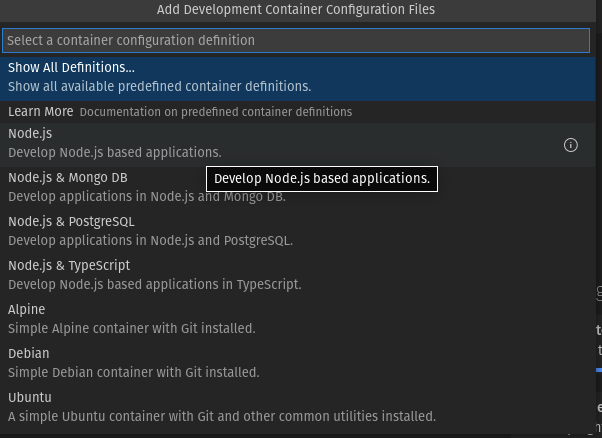 Add Development Container Configuration Files
Select a container configuration definition
Show All Definitions...
Show all available predefined container definitions.
Learn More Documentation on predefined container definitions
Node.js
Develop Node.js based applications.
Develop Node.js based applications.
Node.js & Mongo DB
Develop applications in Node.js and Mongo DB.
Node.js & PostgreSQL
Develop applications in Node.js and PostgreSQL.
Node.js & TypeScript
Develop Node.js based applications in TypeScript.
Alpine
Simple Alpine container with Git installed.
Debian
Simple Debian container with Git installed.
Ubuntu
A simple Ubuntu container with Git and other common utilities installed.